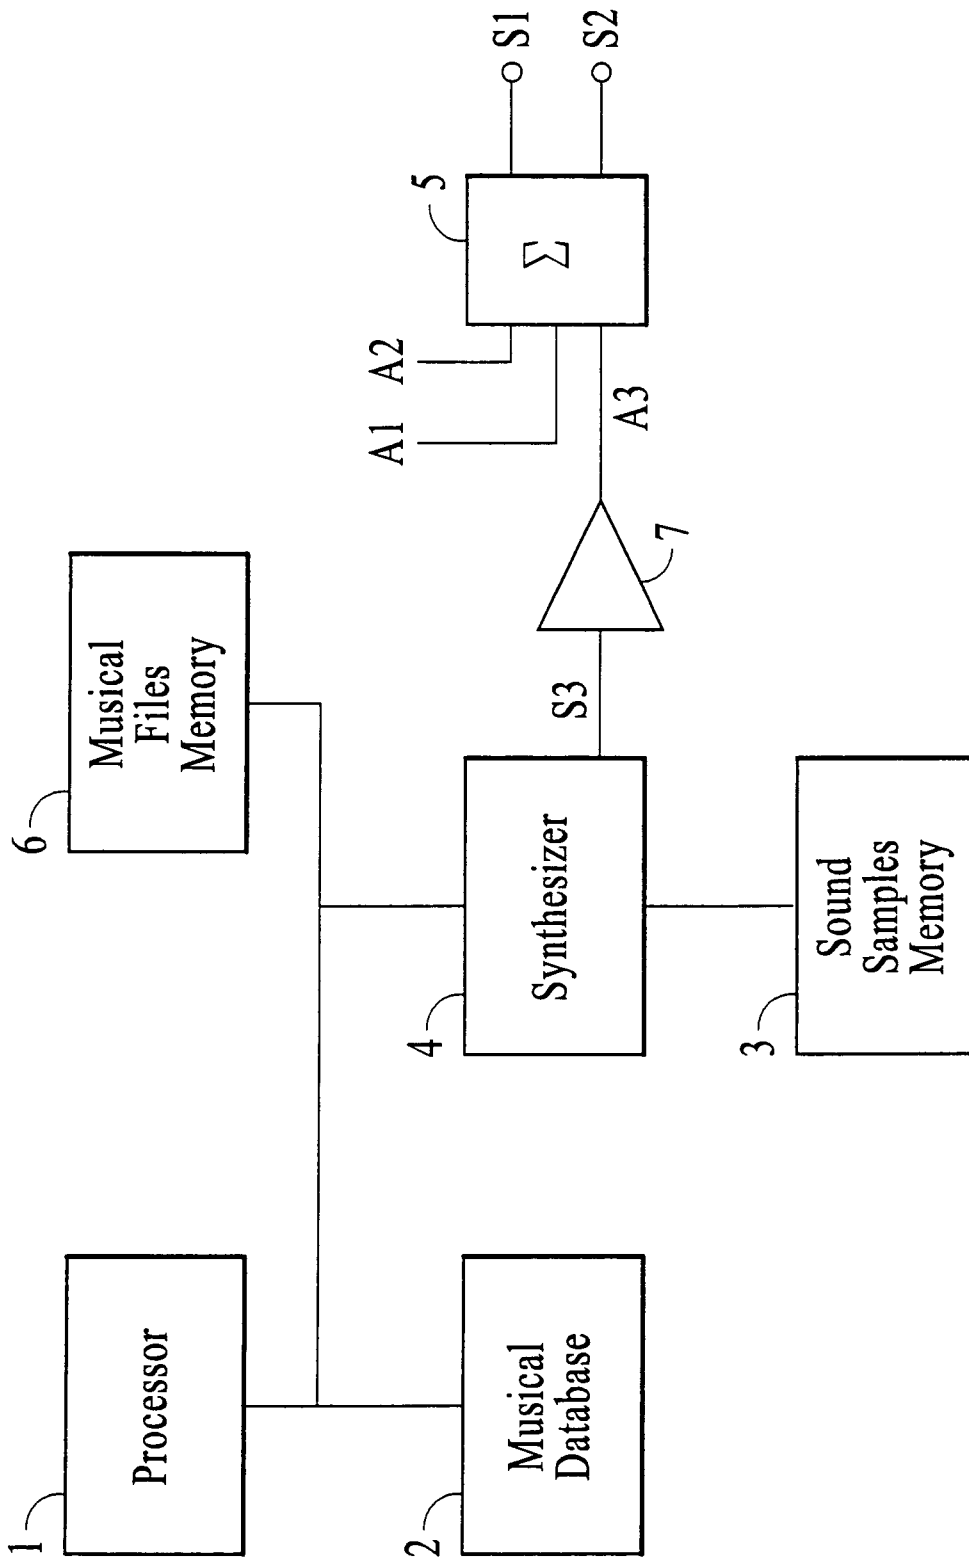 1
Processor
2
Musical
Database
6
Musical
Files
Memory
4
Synthesizer
3
Sound
Samples
Memory
S3
7
A3
A1
A2
5
Σ
S1
S2